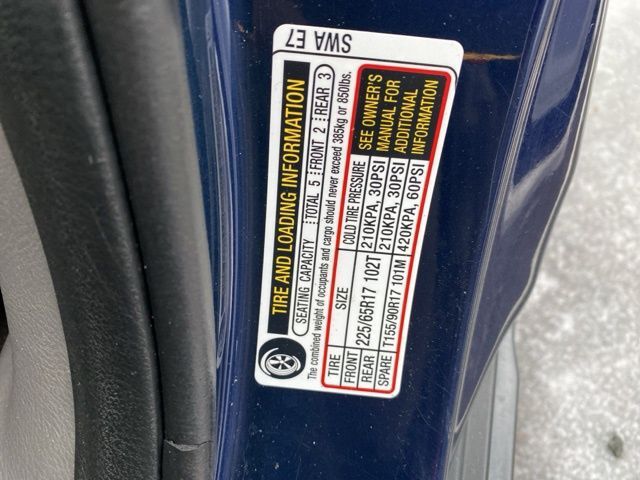 TIRE AND LOADING INFORMATION
SEATING CAPACITY TOTAL 5 FRONT 2 REAR 3
The combined weight of occupants and cargo should never exceed 385kg or 850lbs.
TIRE SIZE COLD TIRE PRESSURE
FRONT 225/65R17 102T 210KPA, 30PSI
REAR 210KPA, 30PSI
SPARE T155/90R17 101M 420KPA, 60PSI
SEE OWNER'S
MANUAL FOR
ADDITIONAL
INFORMATION
SWA E7